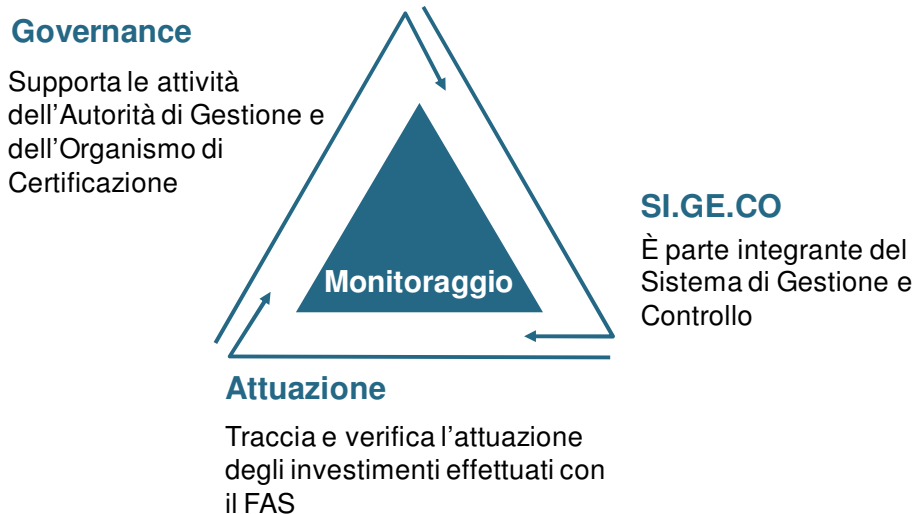 Governance
Supporta le attività
dell’Autorità di Gestione e
dell’Organismo di
Certificazione
SI.GE.CO
È parte integrante del
Sistema di Gestione e
Controllo
Monitoraggio
Attuazione
Traccia e verifica l’attuazione
degli investimenti effettuati con
il FAS